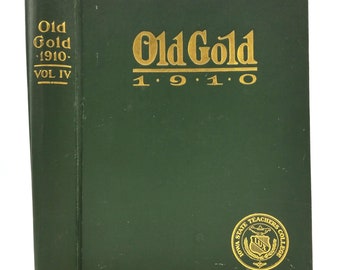 Old
Gold
·1910·
VOL IV
Old Gold
1·9·1·0
IOWA STATE TEACHERS COLLEGE